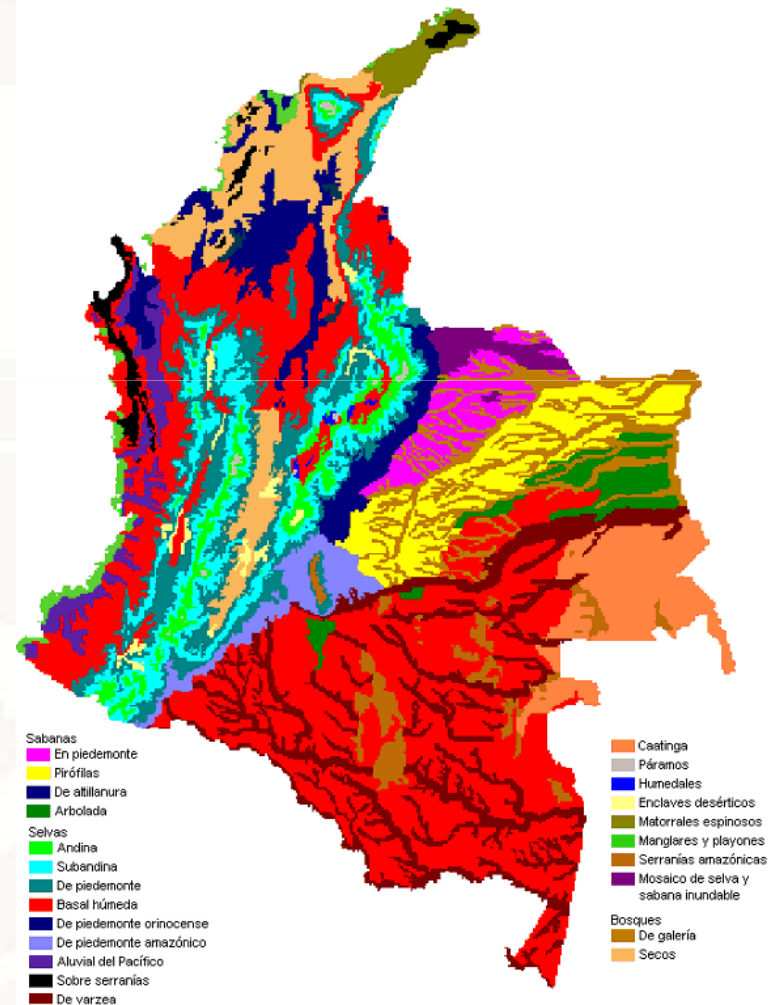 Sabanas
En piedemonte
Pirófilas
De altillanura
Arbolada
Selvas
Andina
Subandina
De piedemonte
Basal húmeda
De piedemonte orinocense
De piedemonte amazónico
Aluvial del Pacífico
Sobre serranías
De varzea
Caatinga
Páramos
Humedales
Enclaves desérticos
Matorrales espinosos
Manglares y playones
Serranías amazónicas
Mosaico de selva y
sabana inundable
Bosques
De galería
Secos